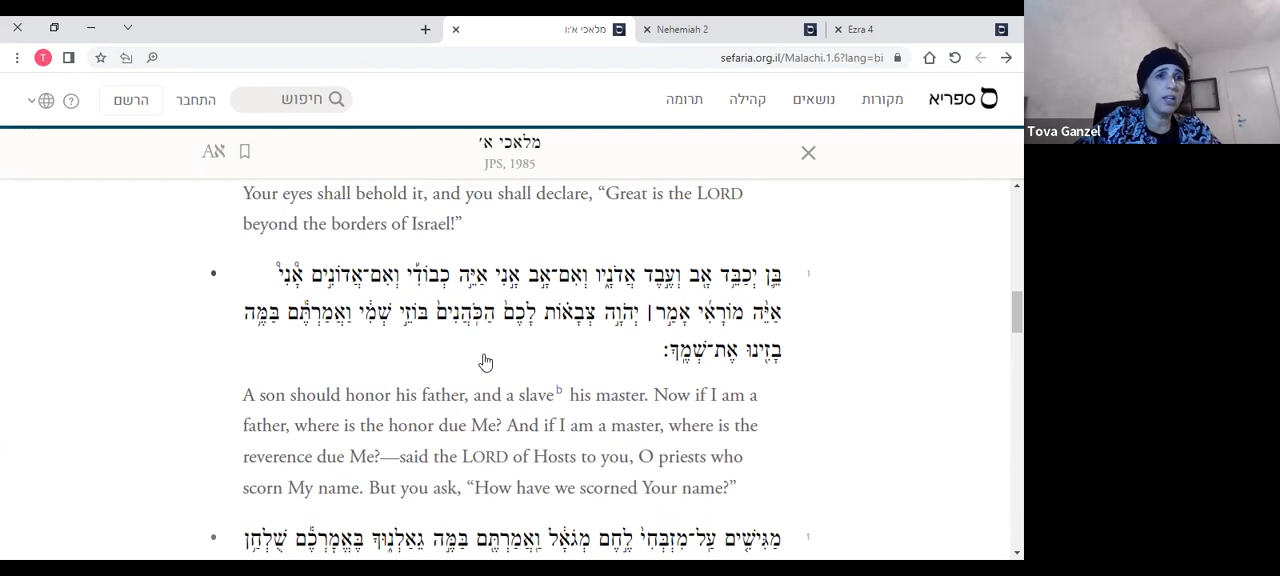 מלאכי א׳:ו
Nehemiah 2
Ezra 4
sefaria.org.il/Malachi.1.6?lang=bi
T
ספריא
מקורות
נושאים
קהילה
תרומה
חיפוש
התחבר
הרשם
מלאכי א׳
JPS, 1985
אA
Your eyes shall behold it, and you shall declare, “Great is the LORD
beyond the borders of Israel!”
ו
בֵּ֛ן יְכַבֵּ֥ד אָ֖ב וְעֶ֣בֶד אֲדֹנָ֑יו וְאִם־אָ֣ב אָ֣נִי אַיֵּ֣ה כְבוֹדִ֡י וְאִם־אֲדוֹנִ֣ים אָ֩נִי֩
אַיֵּ֨ה מוֹרָאִ֜י אָמַ֣ר׀ יְהֹוָ֣ה צְבָא֗וֹת לָכֶם֙ הַכֹּֽהֲנִים֙ בּוֹזֵ֣י שְׁמִ֔י וַאֲמַרְתֶּ֕ם בַּמֶּ֥ה
בָזִ֖ינוּ אֶת־שְׁמֶֽךָ׃
A son should honor his father, and a slaveᵇ his master. Now if I am a
father, where is the honor due Me? And if I am a master, where is the
reverence due Me?—said the LORD of Hosts to you, O priests who
scorn My name. But you ask, “How have we scorned Your name?”
ז
מַגִּישִׁ֤ים עַֽל־מִזְבְּחִי֙ לֶ֣חֶם מְגֹאָ֔ל וַאֲמַרְתֶּ֖ם בַּמֶּ֣ה גֵֽאַלְנ֑וּךָ בֶּאֱמָרְכֶ֕ם שֻׁלְחַ֥ן
Tova Ganzel